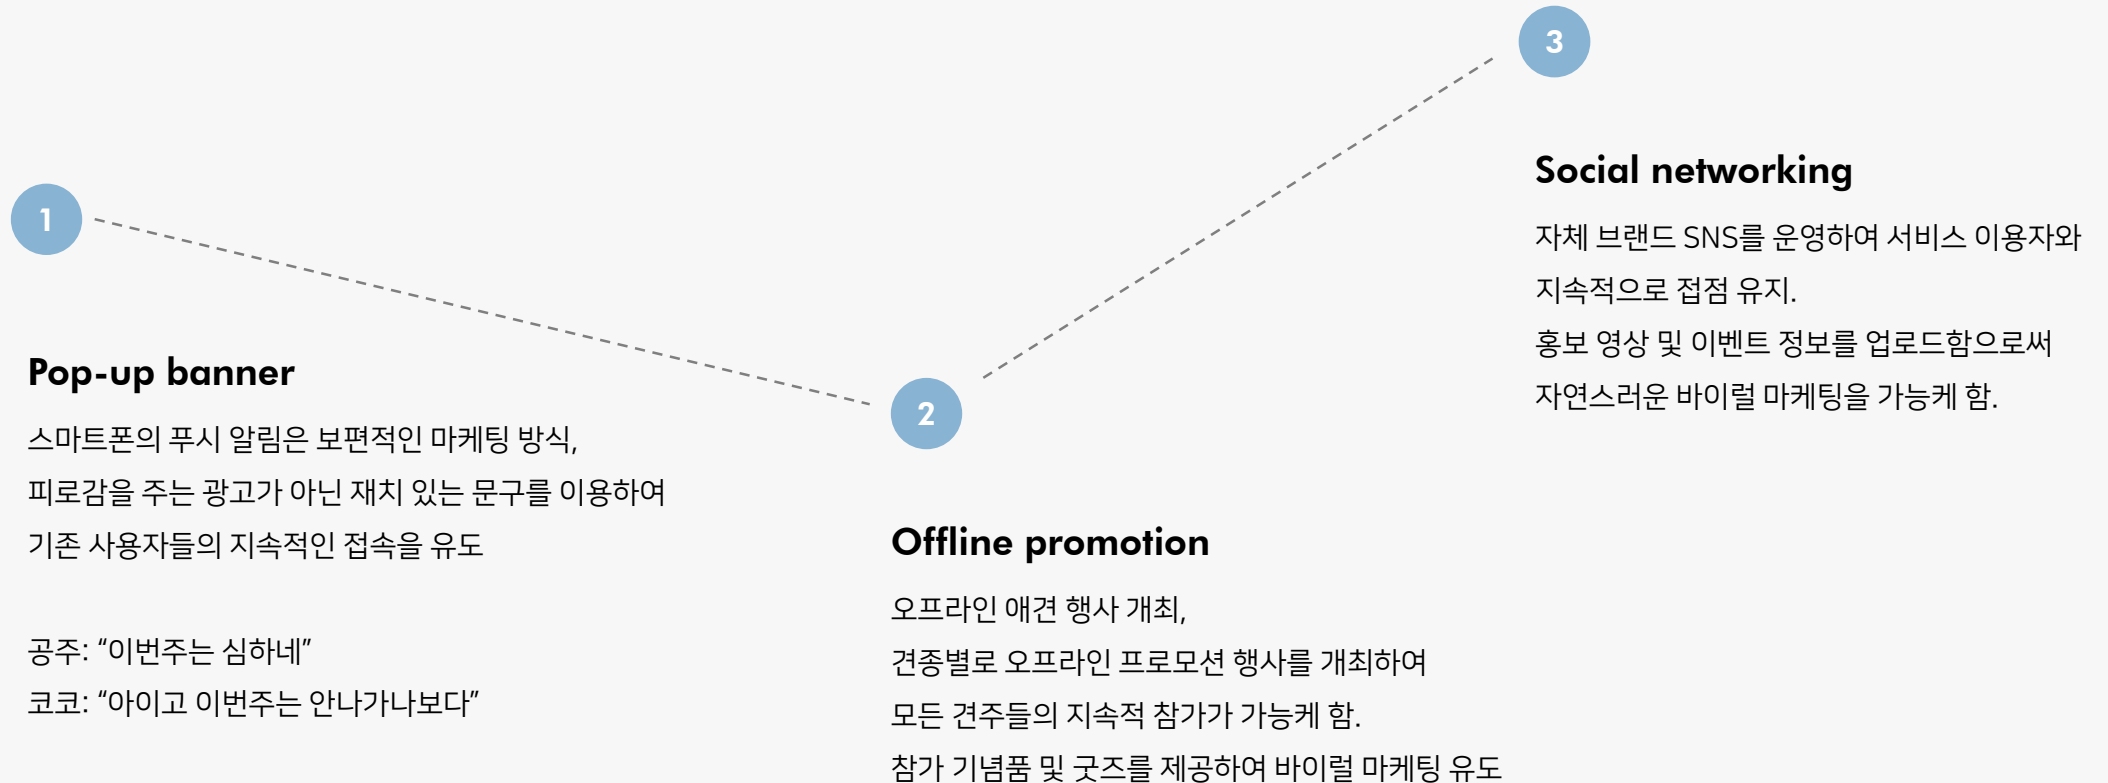 1
Pop-up banner
스마트폰의 푸시 알림은 보편적인 마케팅 방식,
피로감을 주는 광고가 아닌 재치 있는 문구를 이용하여
기존 사용자들의 지속적인 접속을 유도
공주: “이번주는 심하네”
코코: “아이고 이번주는 안나가나보다”
2
Offline promotion
오프라인 애견 행사 개최,
견종별로 오프라인 프로모션 행사를 개최하여
모든 견주들의 지속적 참가가 가능케 함.
참가 기념품 및 굿즈를 제공하여 바이럴 마케팅 유도
3
Social networking
자체 브랜드 SNS를 운영하여 서비스 이용자와
지속적으로 접점 유지.
홍보 영상 및 이벤트 정보를 업로드함으로써
자연스러운 바이럴 마케팅을 가능케 함.